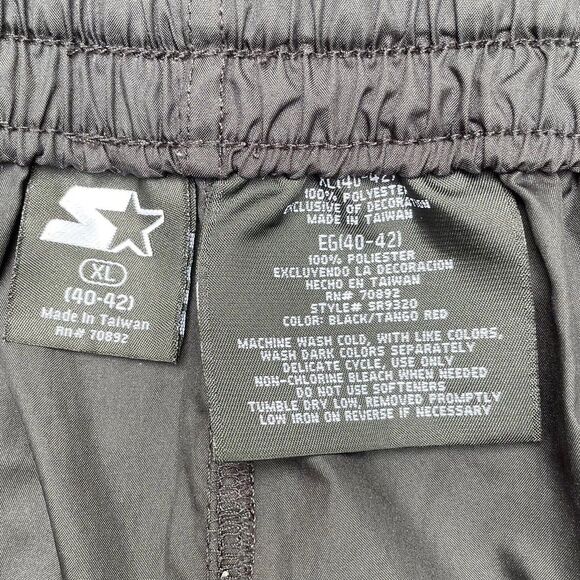 XL
(40-42)
Made in Taiwan
RN# 70892
XL(40-42)
100% POLYESTER
EXCLUSIVE OF DECORATION
MADE IN TAIWAN
EG(40-42)
100% POLIESTER
EXCLUYENDO LA DECORACION
HECHO EN TAIWAN
RN# 70892
STYLE# SR9320
COLOR: BLACK/TANGO RED
MACHINE WASH COLD, WITH LIKE COLORS,
WASH DARK COLORS SEPARATELY
DELICATE CYCLE, USE ONLY
NON-CHLORINE BLEACH WHEN NEEDED
DO NOT USE SOFTENERS
TUMBLE DRY LOW, REMOVED PROMPTLY
LOW IRON ON REVERSE IF NECESSARY